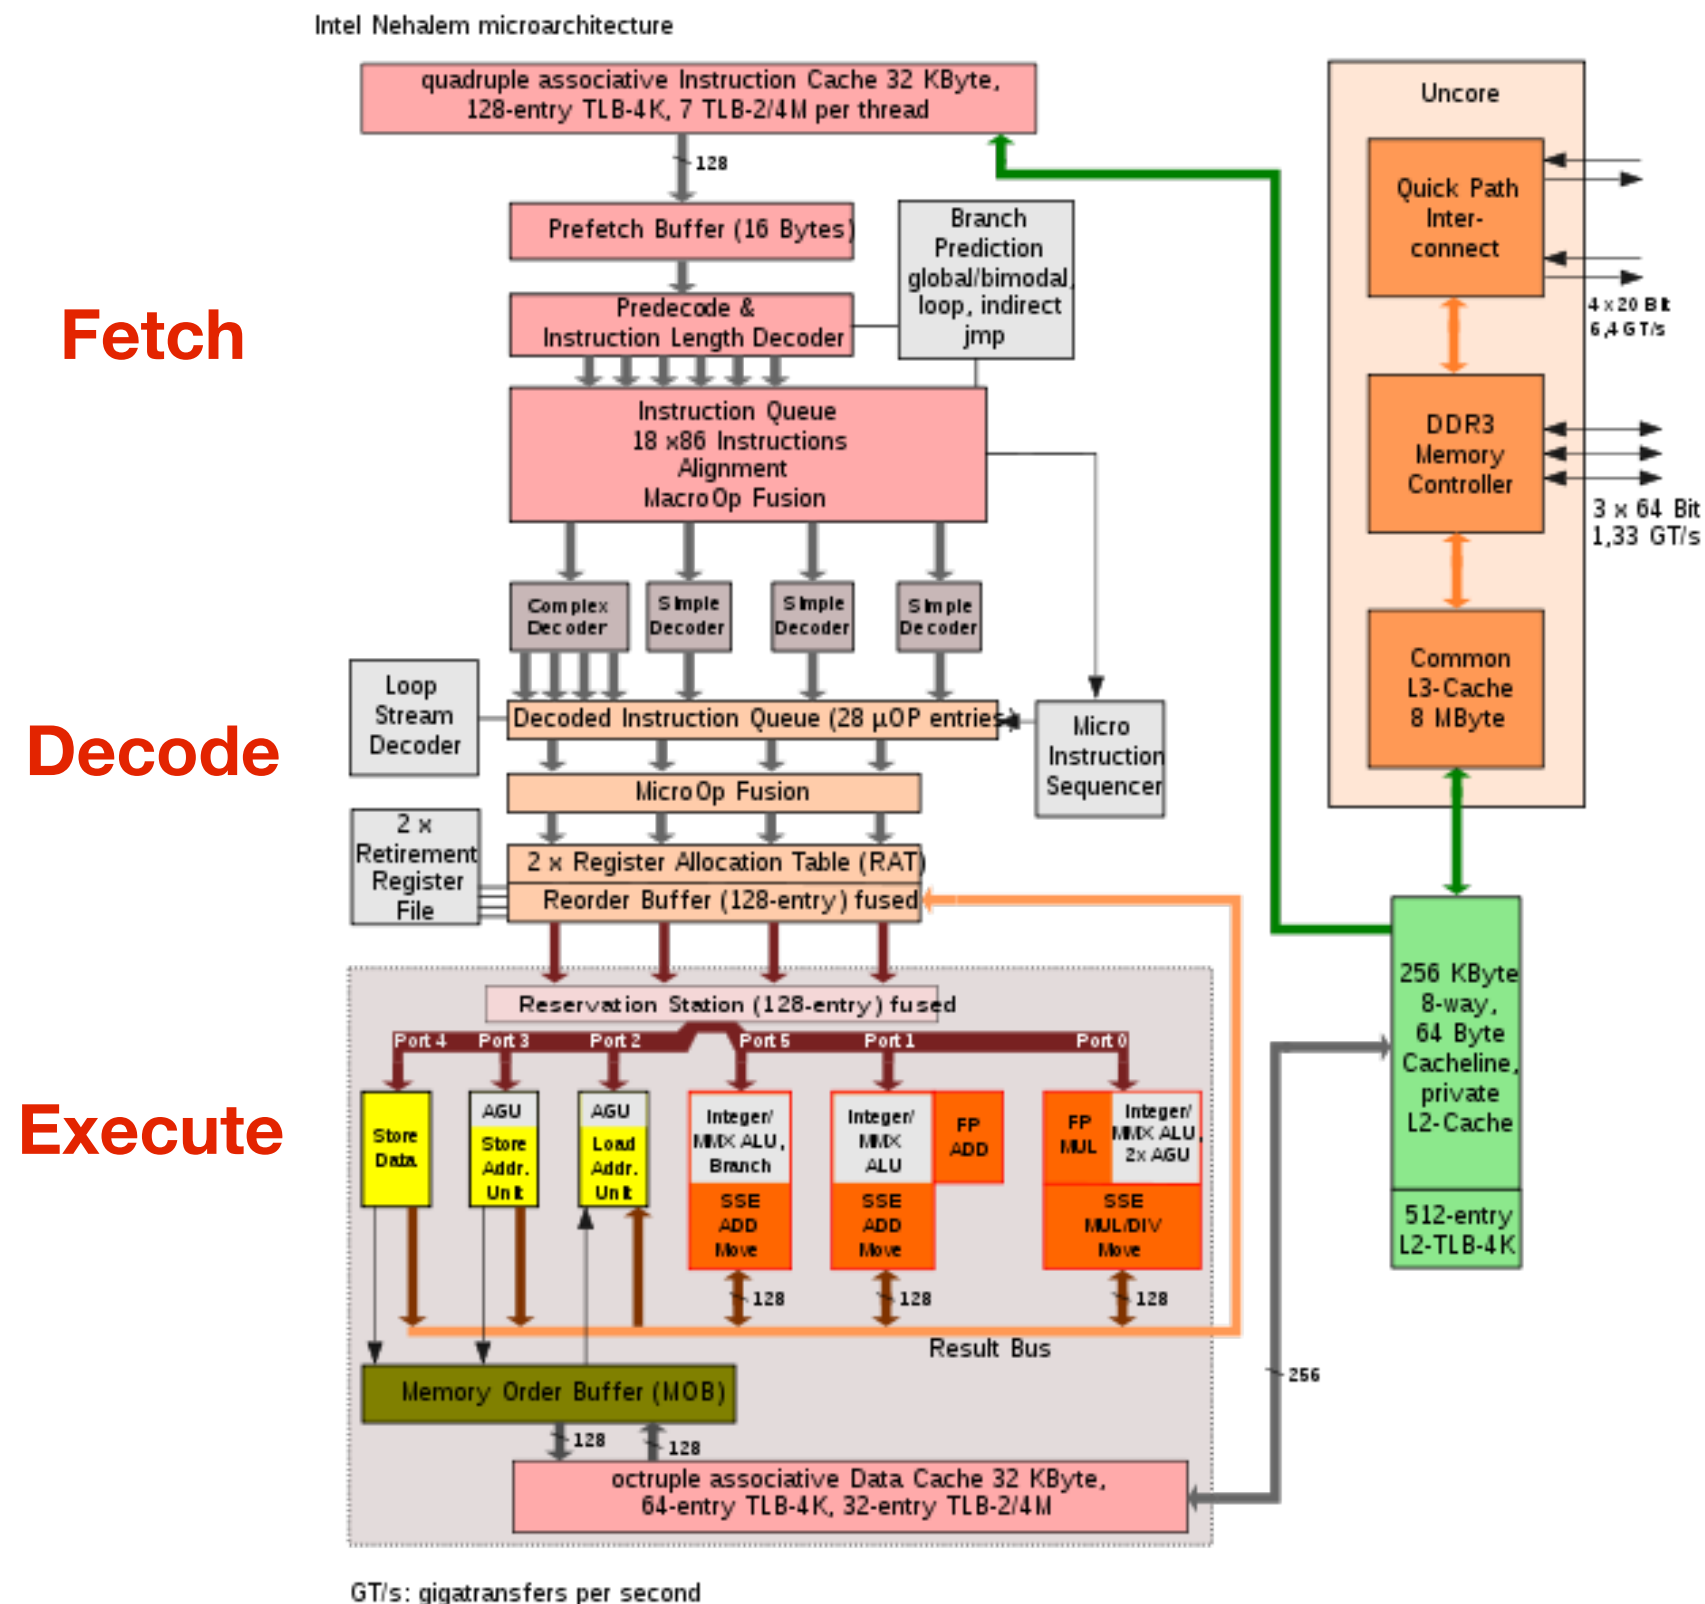 Intel Nehalem microarchitecture
quadruple associative Instruction Cache 32 KByte,
128-entry TLB-4K, 7 TLB-2/4M per thread
128
Prefetch Buffer (16 Bytes)
Predecode &
Instruction Length Decoder
Branch
Prediction
global/bimodal,
loop, indirect
jmp
Fetch
Instruction Queue
18 x86 Instructions
Alignment
MacroOp Fusion
Complex
Decoder
Simple
Decoder
Simple
Decoder
Simple
Decoder
Loop
Stream
Decoder
Decoded Instruction Queue (28 µOP entries)
Micro
Instruction
Sequencer
Decode
MicroOp Fusion
2 x
Retirement
Register
File
2 x Register Allocation Table (RAT)
Reorder Buffer (128-entry) fused
Reservation Station (128-entry) fused
Port 4
Port 3
Port 2
Port 5
Port 1
Port 0
Execute
Store
Data
AGU
Store
Addr.
Unit
AGU
Load
Addr.
Unit
Integer/
MMX ALU,
Branch
SSE
ADD
Move
Integer/
MMX
ALU
FP
ADD
SSE
ADD
Move
FP
MUL
Integer/
MMX ALU,
2x AGU
SSE
MUL/DIV
Move
128
128
128
Result Bus
Memory Order Buffer (MOB)
128
128
octruple associative Data Cache 32 KByte,
64-entry TLB-4K, 32-entry TLB-2/4M
256
Uncore
Quick Path
Inter-
connect
4 x 20 Bit
6,4 GT/s
DDR3
Memory
Controller
3 x 64 Bit
1,33 GT/s
Common
L3-Cache
8 MByte
256 KByte
8-way,
64 Byte
Cacheline,
private
L2-Cache
512-entry
L2-TLB-4K
GT/s: gigatransfers per second